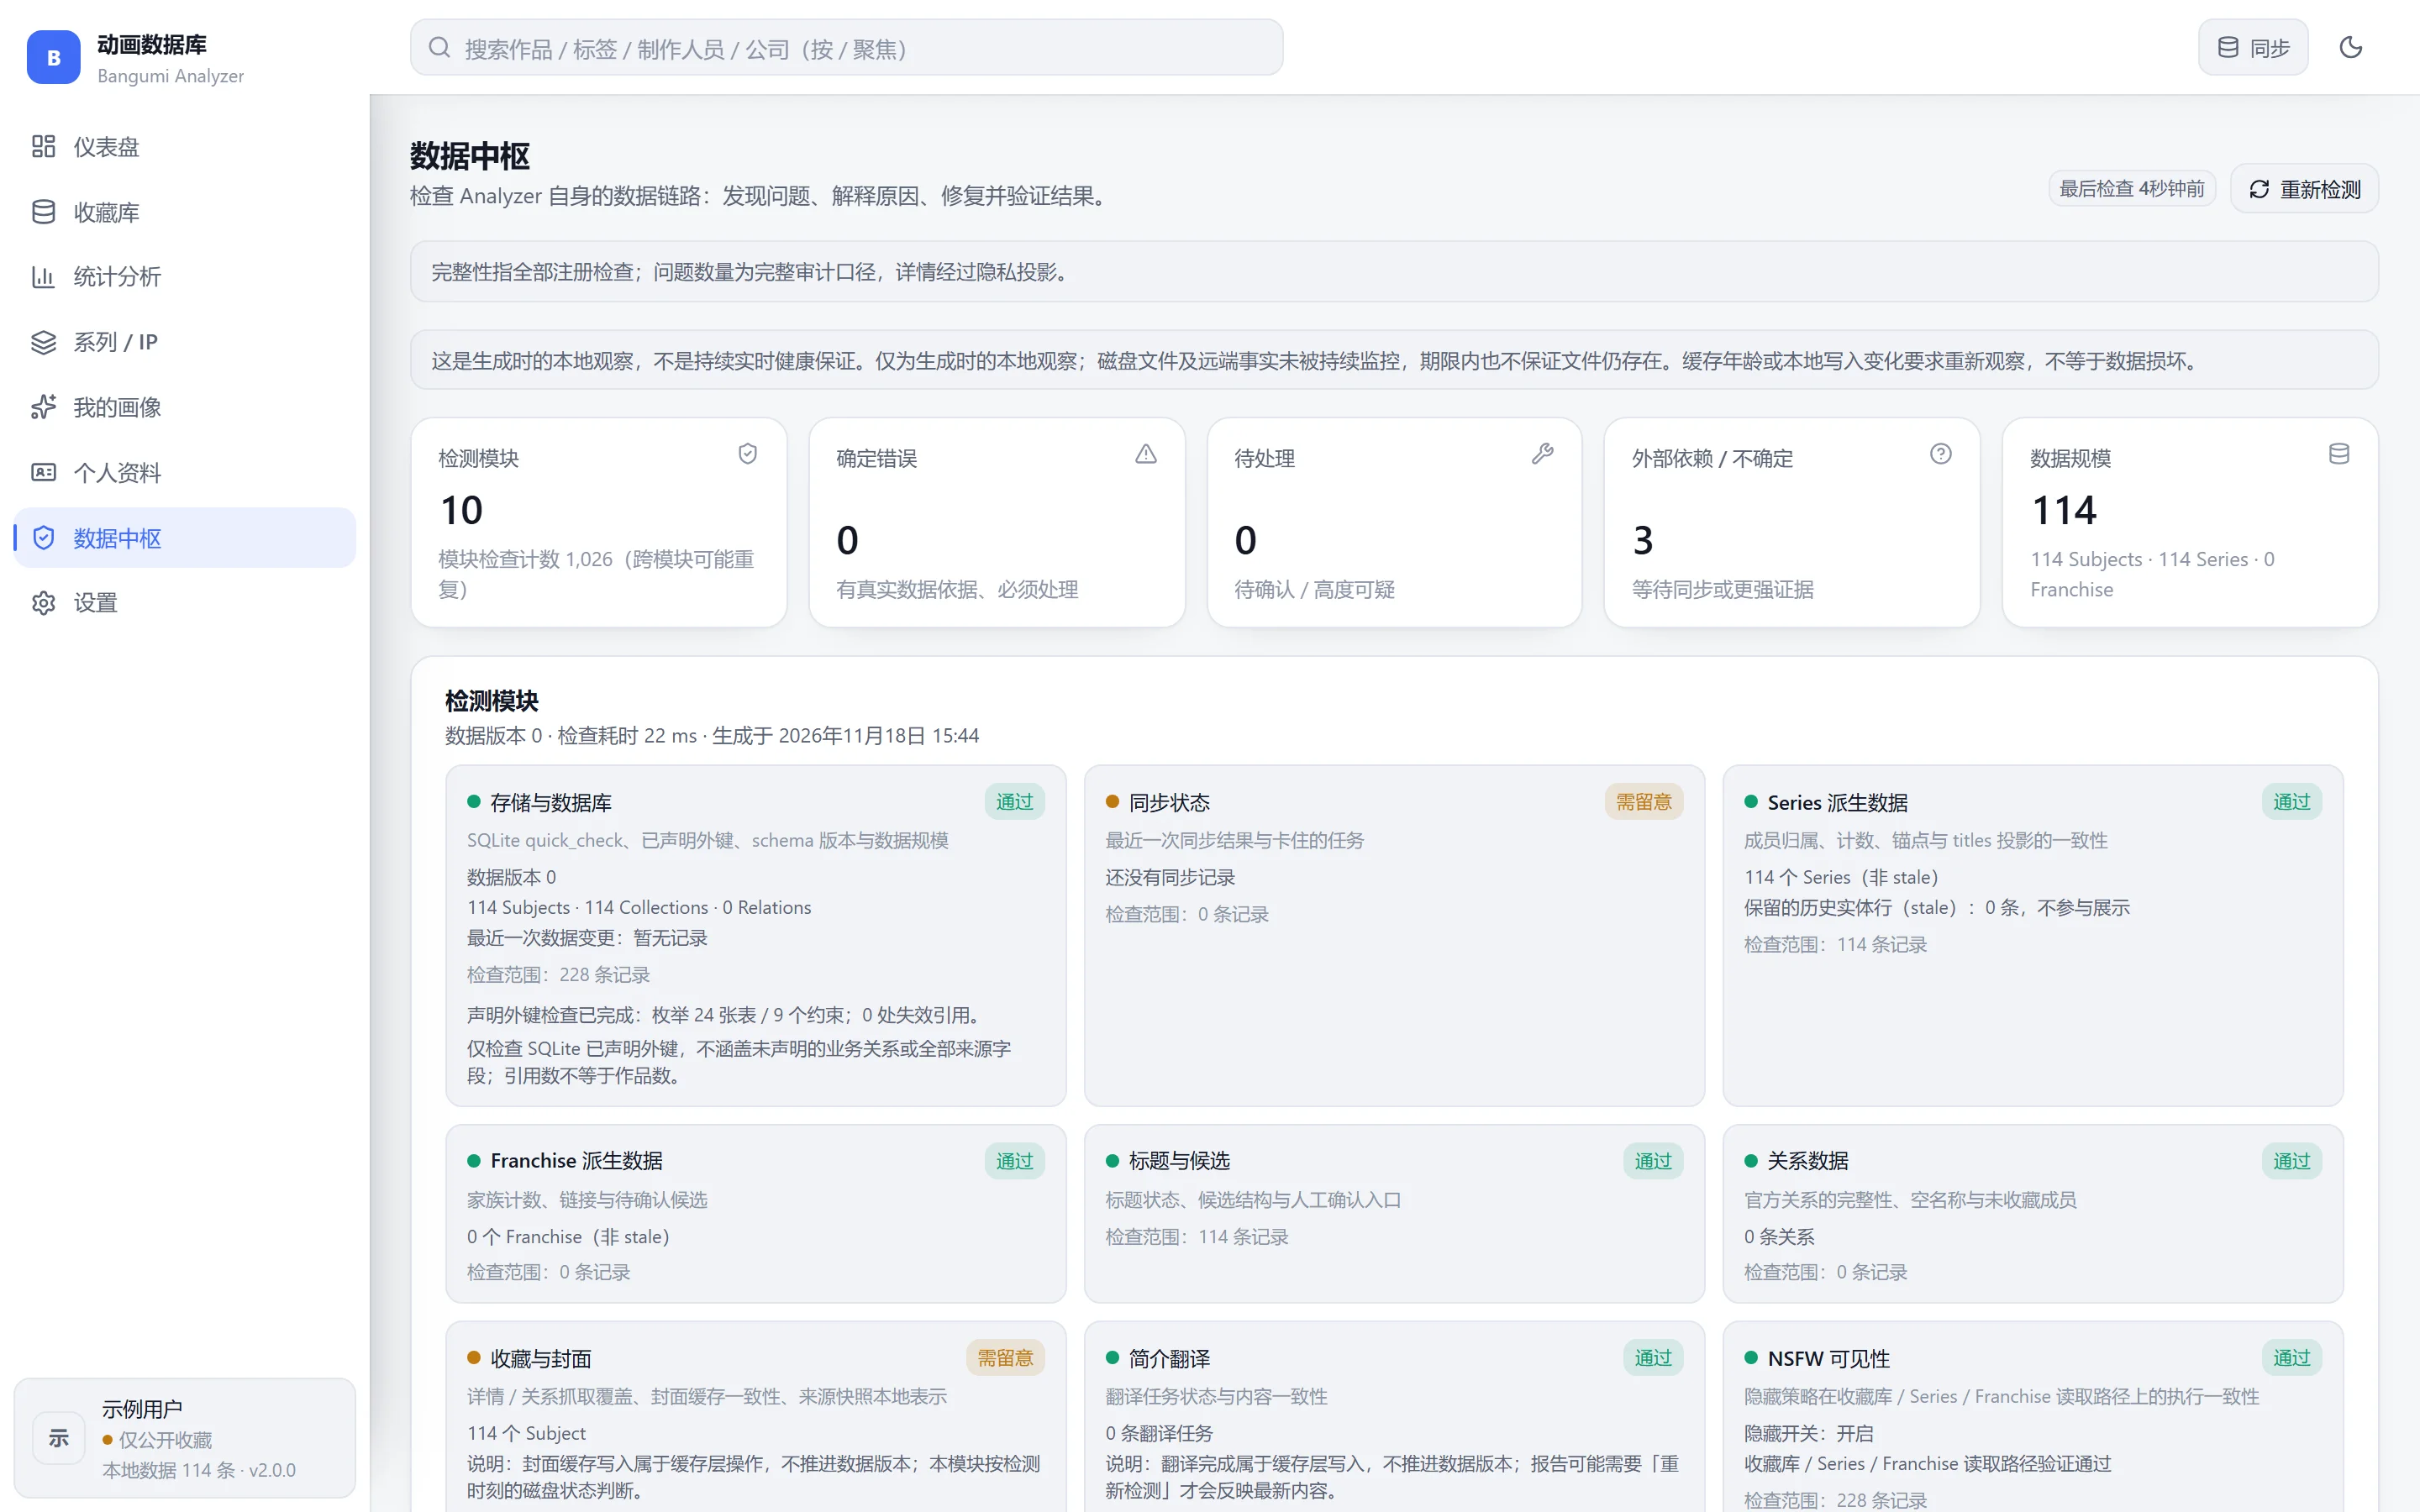 B
动画数据库
Bangumi Analyzer
仪表盘
收藏库
统计分析
系列 / IP
我的画像
个人资料
数据中枢
设置
示
示例用户
仅公开收藏
本地数据 114 条 · v2.0.0
搜索作品 / 标签 / 制作人员 / 公司（按 / 聚焦）
同步
数据中枢
检查 Analyzer 自身的数据链路：发现问题、解释原因、修复并验证结果。
最后检查 4秒钟前
重新检测
完整性指全部注册检查；问题数量为完整审计口径，详情经过隐私投影。
这是生成时的本地观察，不是持续实时健康保证。仅为生成时的本地观察；磁盘文件及远端事实未被持续监控，期限内也不保证文件仍存在。缓存年龄或本地写入变化要求重新观察，不等于数据损坏。
检测模块
10
模块检查计数 1,026（跨模块可能重
复）
确定错误
0
有真实数据依据、必须处理
待处理
0
待确认 / 高度可疑
外部依赖 / 不确定
3
等待同步或更强证据
数据规模
114
114 Subjects · 114 Series · 0
Franchise
检测模块
数据版本 0 · 检查耗时 22 ms · 生成于 2026年11月18日 15:44
存储与数据库
通过
SQLite quick_check、已声明外键、schema 版本与数据规模
数据版本 0
114 Subjects · 114 Collections · 0 Relations
最近一次数据变更：暂无记录
检查范围：228 条记录
声明外键检查已完成：枚举 24 张表 / 9 个约束；0 处失效引用。
仅检查 SQLite 已声明外键，不涵盖未声明的业务关系或全部来源字
段；引用数不等于作品数。
同步状态
需留意
最近一次同步结果与卡住的任务
还没有同步记录
检查范围：0 条记录
Series 派生数据
通过
成员归属、计数、锚点与 titles 投影的一致性
114 个 Series（非 stale）
保留的历史实体行（stale）：0 条，不参与展示
检查范围：114 条记录
Franchise 派生数据
通过
家族计数、链接与待确认候选
0 个 Franchise（非 stale）
检查范围：0 条记录
标题与候选
通过
标题状态、候选结构与人工确认入口
检查范围：114 条记录
关系数据
通过
官方关系的完整性、空名称与未收藏成员
0 条关系
检查范围：0 条记录
收藏与封面
需留意
详情 / 关系抓取覆盖、封面缓存一致性、来源快照本地表示
114 个 Subject
说明：封面缓存写入属于缓存层操作，不推进数据版本；本模块按检测
时刻的磁盘状态判断。
简介翻译
通过
翻译任务状态与内容一致性
0 条翻译任务
说明：翻译完成属于缓存层写入，不推进数据版本；报告可能需要「重
新检测」才会反映最新内容。
NSFW 可见性
通过
隐藏策略在收藏库 / Series / Franchise 读取路径上的执行一致性
隐藏开关：开启
收藏库 / Series / Franchise 读取路径验证通过
检查范围：228 条记录